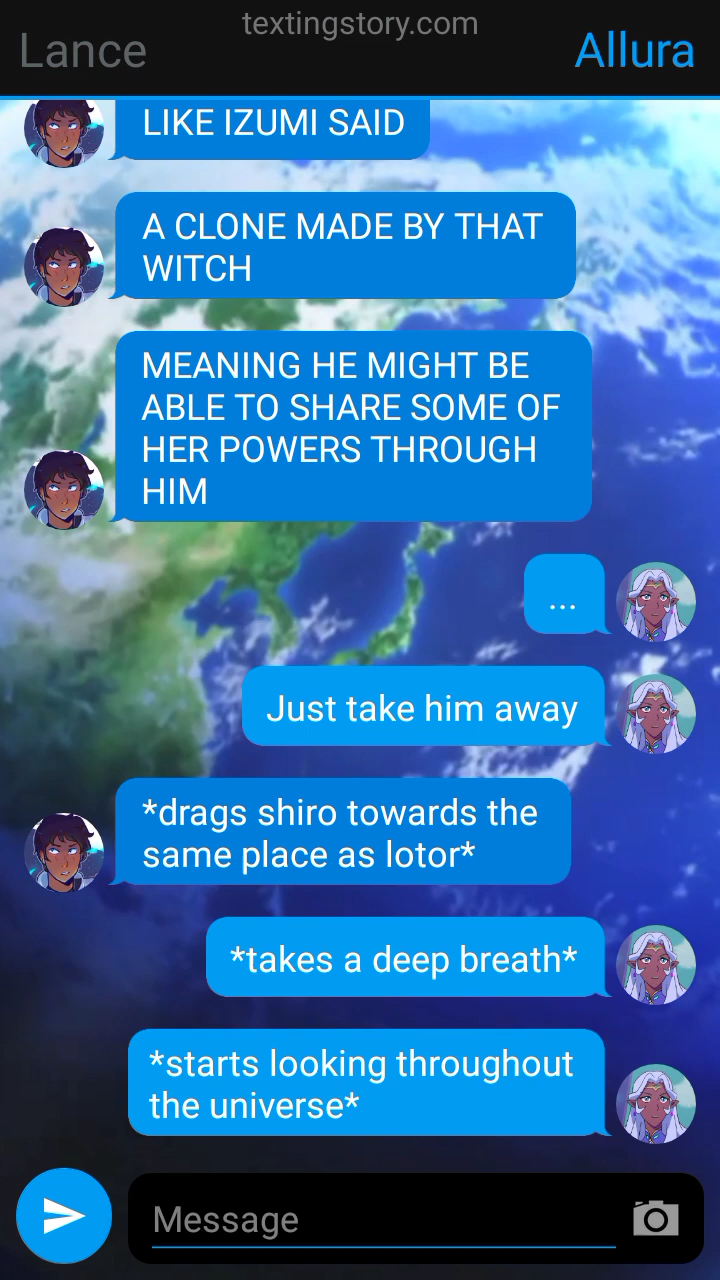 textingstory.com
Lance
Allura
LIKE IZUMI SAID
A CLONE MADE BY THAT
WITCH
MEANING HE MIGHT BE
ABLE TO SHARE SOME OF
HER POWERS THROUGH
HIM
...
Just take him away
*drags shiro towards the
same place as lotor*
*takes a deep breath*
*starts looking throughout
the universe*
Message